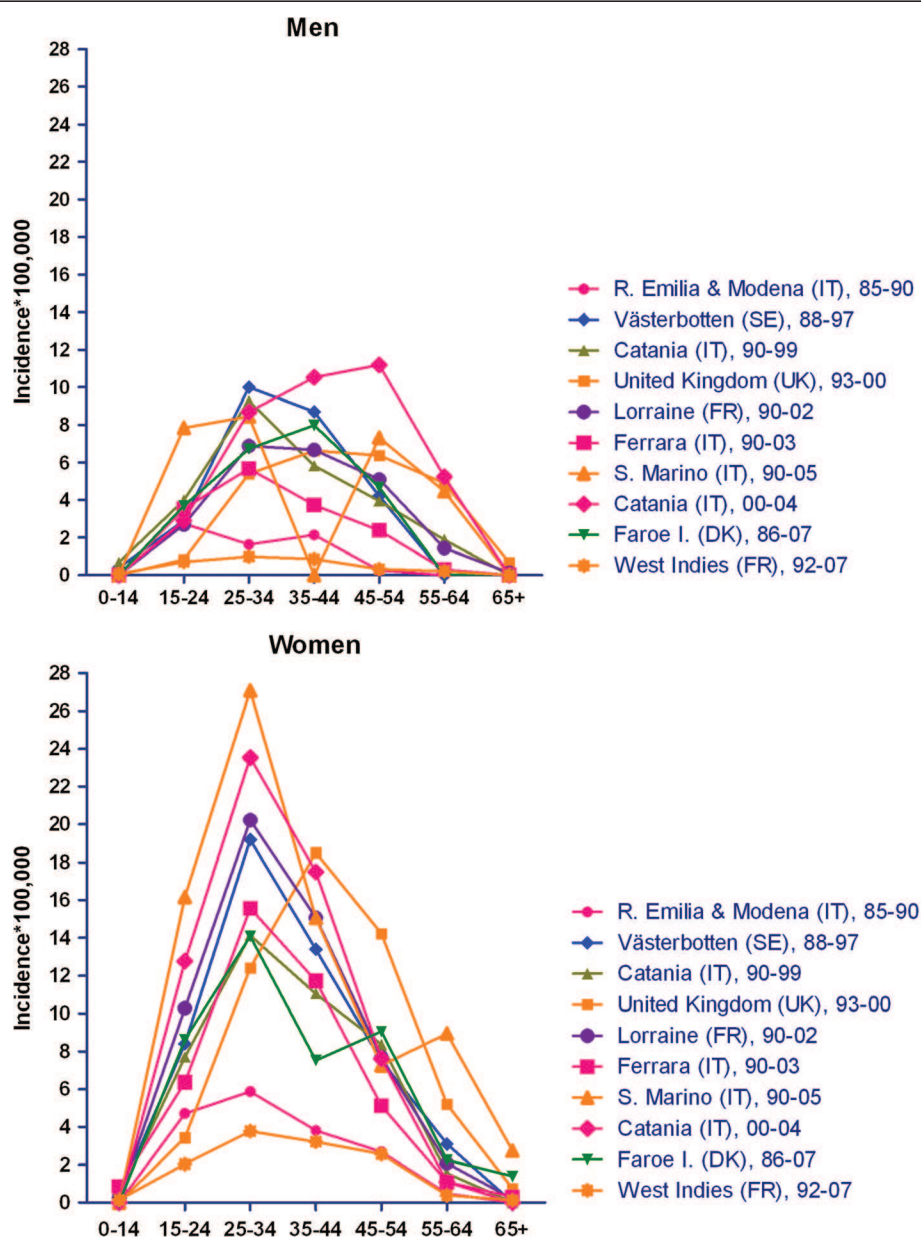 Men
Incidence*100,000
28
26
24
22
20
18
16
14
12
10
8
6
4
2
0
0-14 15-24 25-34 35-44 45-54 55-64 65+
R. Emilia & Modena (IT), 85-90
Västerbotten (SE), 88-97
Catania (IT), 90-99
United Kingdom (UK), 93-00
Lorraine (FR), 90-02
Ferrara (IT), 90-03
S. Marino (IT), 90-05
Catania (IT), 00-04
Faroe I. (DK), 86-07
West Indies (FR), 92-07
Women
Incidence*100,000
28
26
24
22
20
18
16
14
12
10
8
6
4
2
0
0-14 15-24 25-34 35-44 45-54 55-64 65+
R. Emilia & Modena (IT), 85-90
Västerbotten (SE), 88-97
Catania (IT), 90-99
United Kingdom (UK), 93-00
Lorraine (FR), 90-02
Ferrara (IT), 90-03
S. Marino (IT), 90-05
Catania (IT), 00-04
Faroe I. (DK), 86-07
West Indies (FR), 92-07